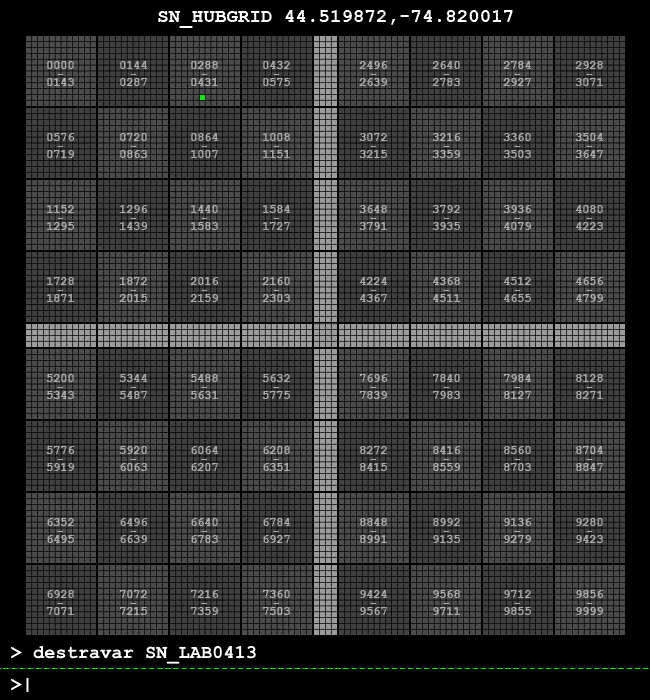 SN_HUBGRID 44.519872,-74.820017
0000 0144 0288 0432 2496 2640 2784 2928
– – – – – – – –
0143 0287 0431 0575 2639 2783 2927 3071
0576 0720 0864 1008 3072 3216 3360 3504
– – – – – – – –
0719 0863 1007 1151 3215 3359 3503 3647
1152 1296 1440 1584 3648 3792 3936 4080
– – – – – – – –
1295 1439 1583 1727 3791 3935 4079 4223
1728 1872 2016 2160 4224 4368 4512 4656
– – – – – – – –
1871 2015 2159 2303 4367 4511 4655 4799
5200 5344 5488 5632 7696 7840 7984 8128
– – – – – – – –
5343 5487 5631 5775 7839 7983 8127 8271
5776 5920 6064 6208 8272 8416 8560 8704
– – – – – – – –
5919 6063 6207 6351 8415 8559 8703 8847
6352 6496 6640 6784 8848 8992 9136 9280
– – – – – – – –
6495 6639 6783 6927 8991 9135 9279 9423
6928 7072 7216 7360 9424 9568 9712 9856
– – – – – – – –
7071 7215 7359 7503 9567 9711 9855 9999
> destravar SN_LAB0413
>|